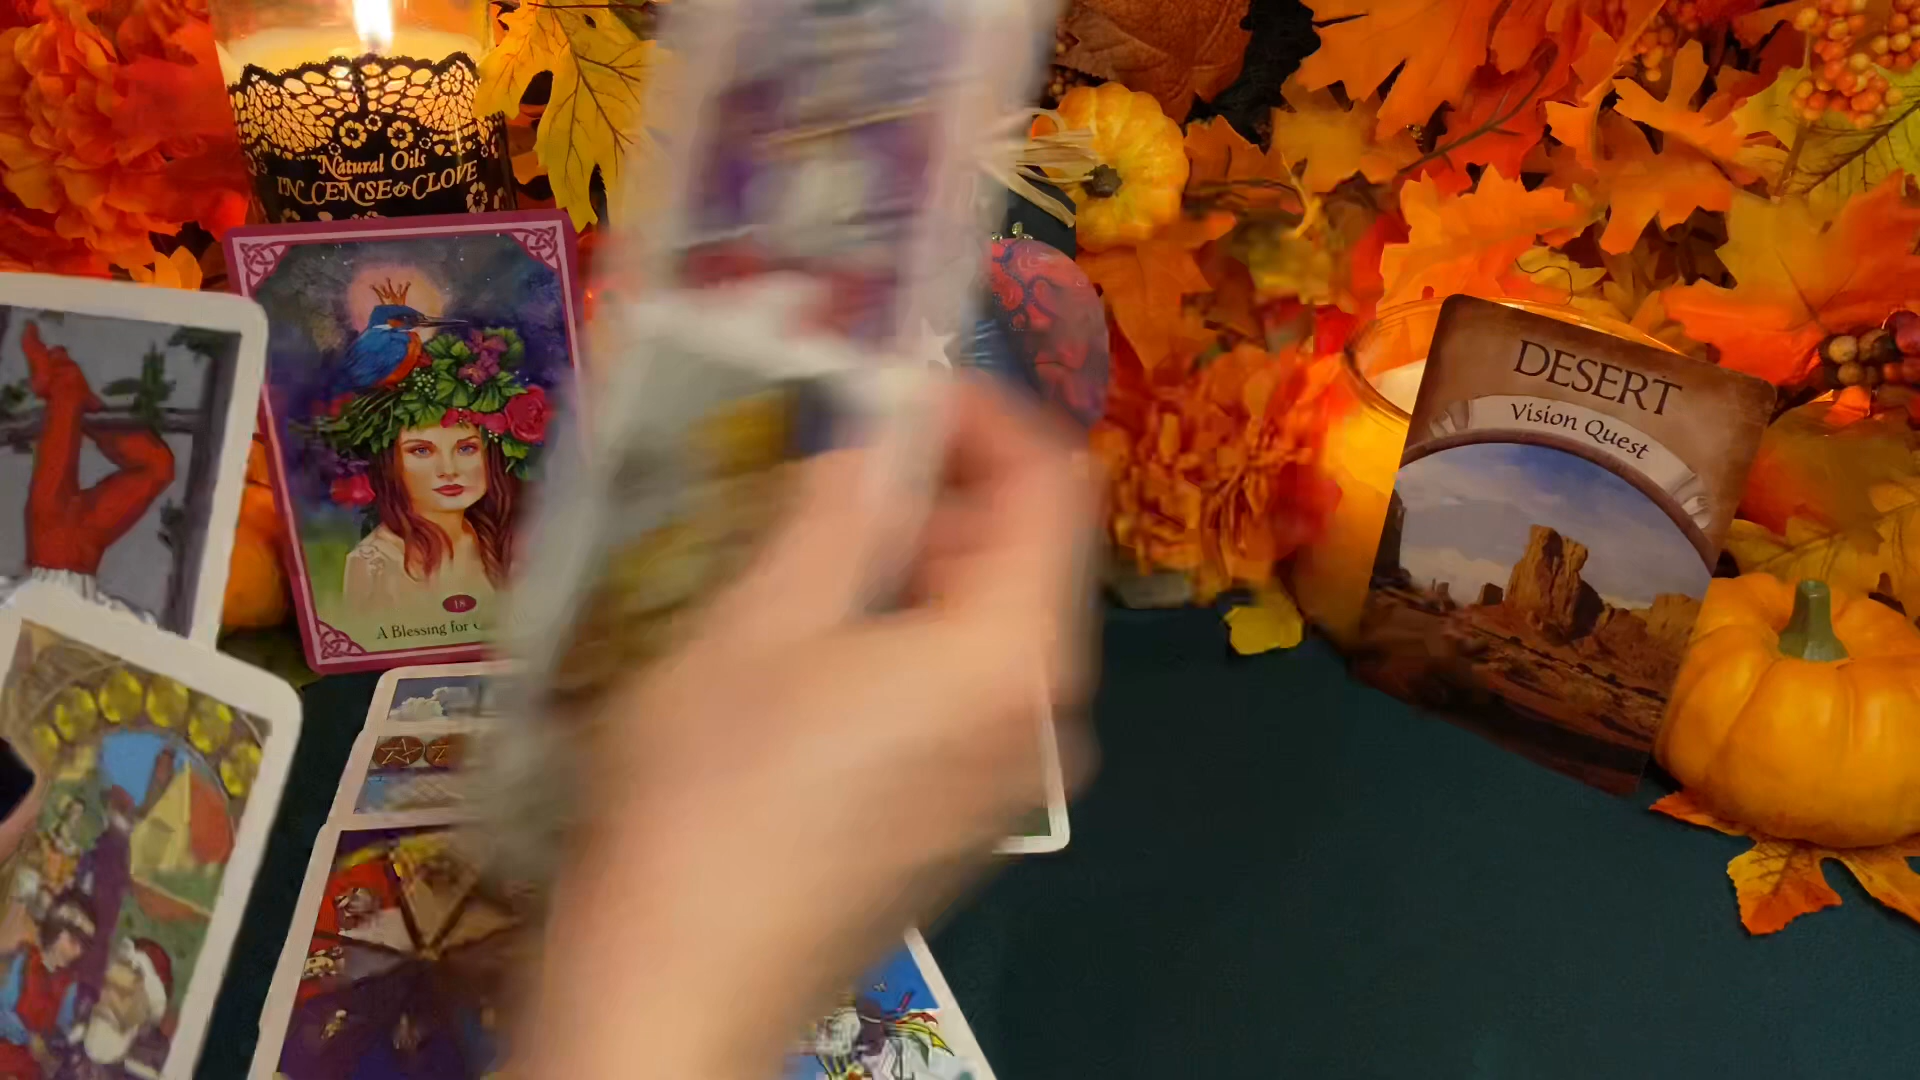 Natural Oils
INCENSE & CLOVE
18
A Blessing for
DESERT
Vision Quest